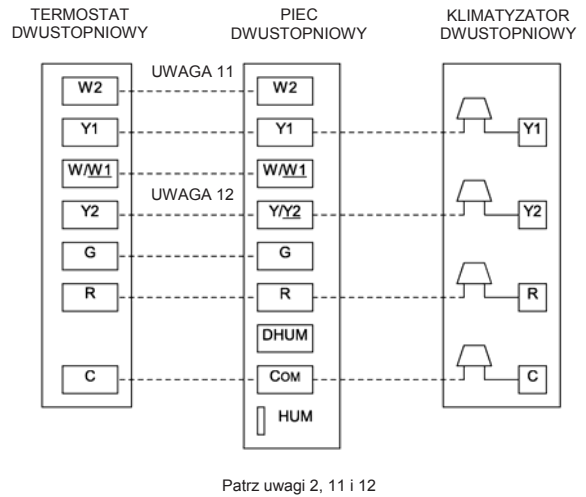 TERMOSTAT
DWUSTOPNIOWY
PIEC
DWUSTOPNIOWY
KLIMATYZATOR
DWUSTOPNIOWY
W2 UWAGA 11 W2
Y1 Y1 Y1
W/W1 W/W1
Y2 UWAGA 12 Y/Y2 Y2
G G
R R R
DHUM
C COM C
HUM
Patrz uwagi 2, 11 i 12